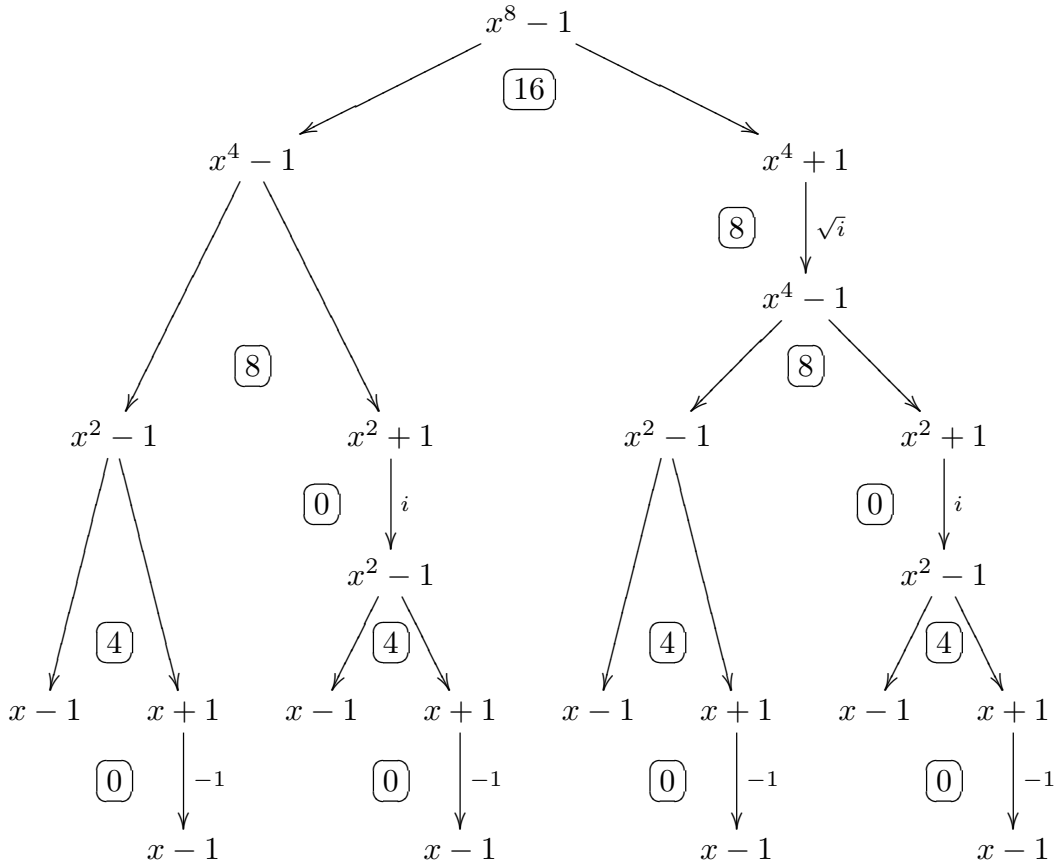 x^8 − 1
16
x^4 − 1 x^4 + 1
8 √i
x^4 − 1
8 8
x^2 − 1 x^2 + 1 x^2 − 1 x^2 + 1
0 i 0 i
x^2 − 1 x^2 − 1
4 4 4 4
x − 1 x + 1 x − 1 x + 1 x − 1 x + 1 x − 1 x + 1
0 −1 0 −1 0 −1 0 −1
x − 1 x − 1 x − 1 x − 1